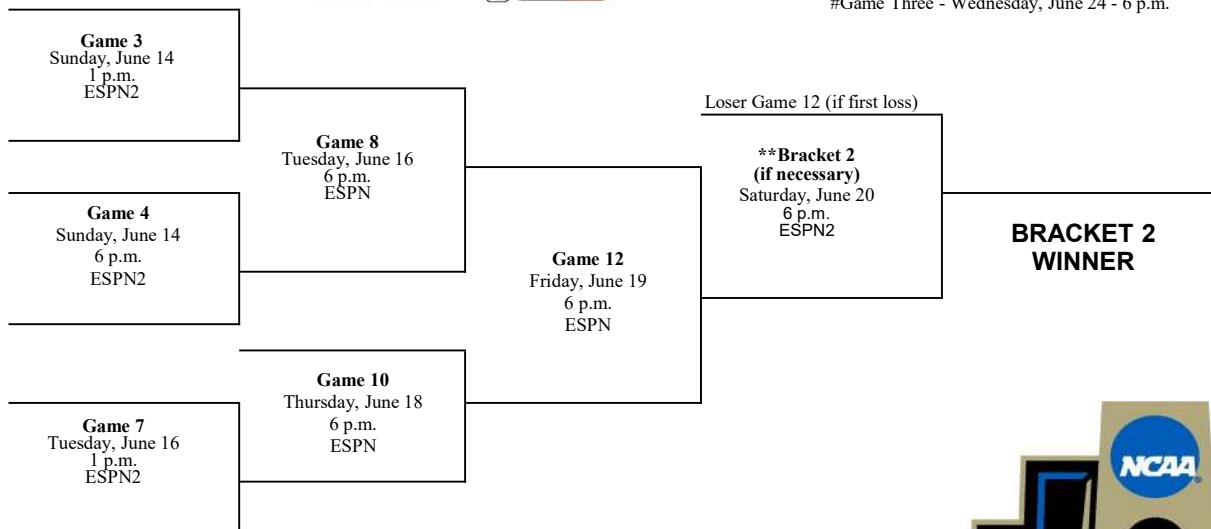 #Game Three - Wednesday, June 24 - 6 p.m.
Game 3
Sunday, June 14
1 p.m.
ESPN2
Loser Game 12 (if first loss)
Game 8
Tuesday, June 16
6 p.m.
ESPN
**Bracket 2
(if necessary)
Saturday, June 20
6 p.m.
ESPN2
Game 4
Sunday, June 14
6 p.m.
ESPN2
BRACKET 2
WINNER
Game 12
Friday, June 19
6 p.m.
ESPN
Game 10
Thursday, June 18
6 p.m.
ESPN
Game 7
Tuesday, June 16
1 p.m.
ESPN2
NCAA